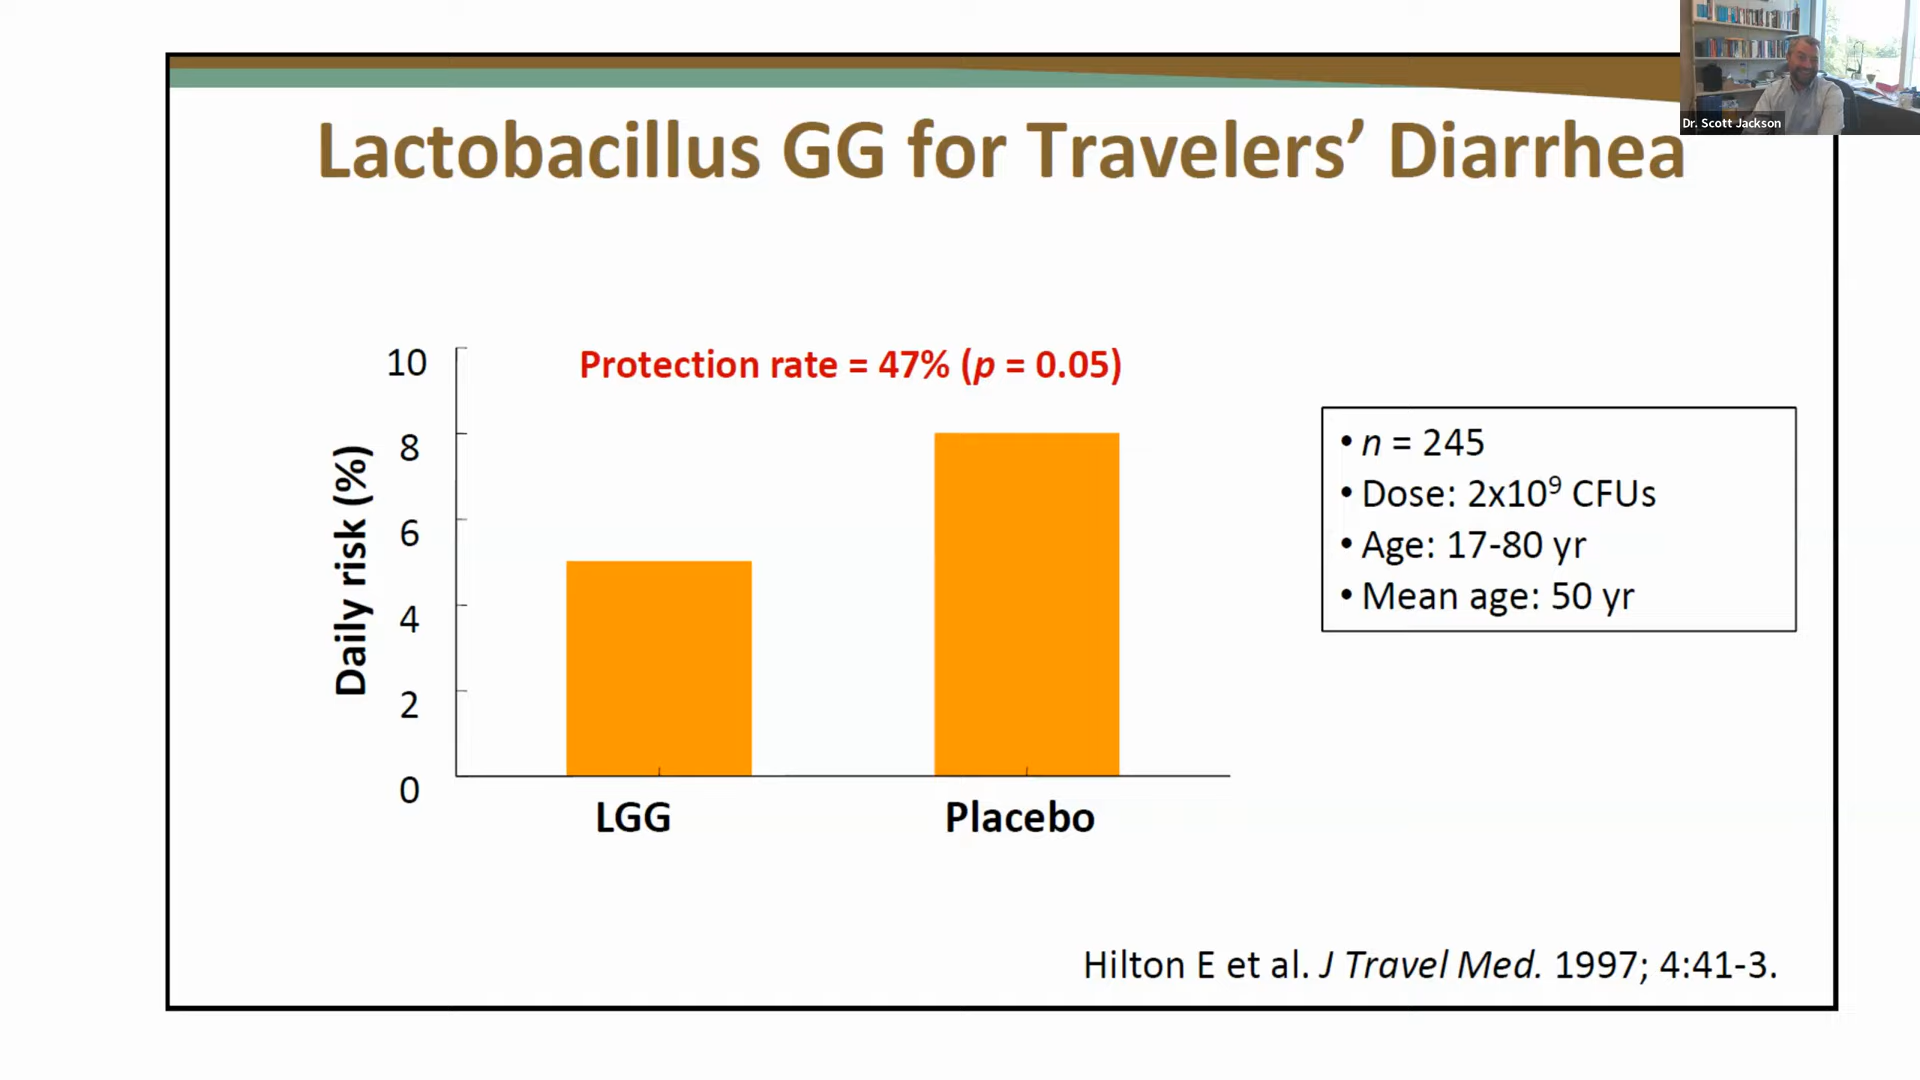 Dr. Scott Jackson
Lactobacillus GG for Travelers’ Diarrhea
Protection rate = 47% (p = 0.05)
Daily risk (%)
10
8
6
4
2
0
LGG
Placebo
• n = 245
• Dose: 2x10⁹ CFUs
• Age: 17-80 yr
• Mean age: 50 yr
Hilton E et al. J Travel Med. 1997; 4:41-3.